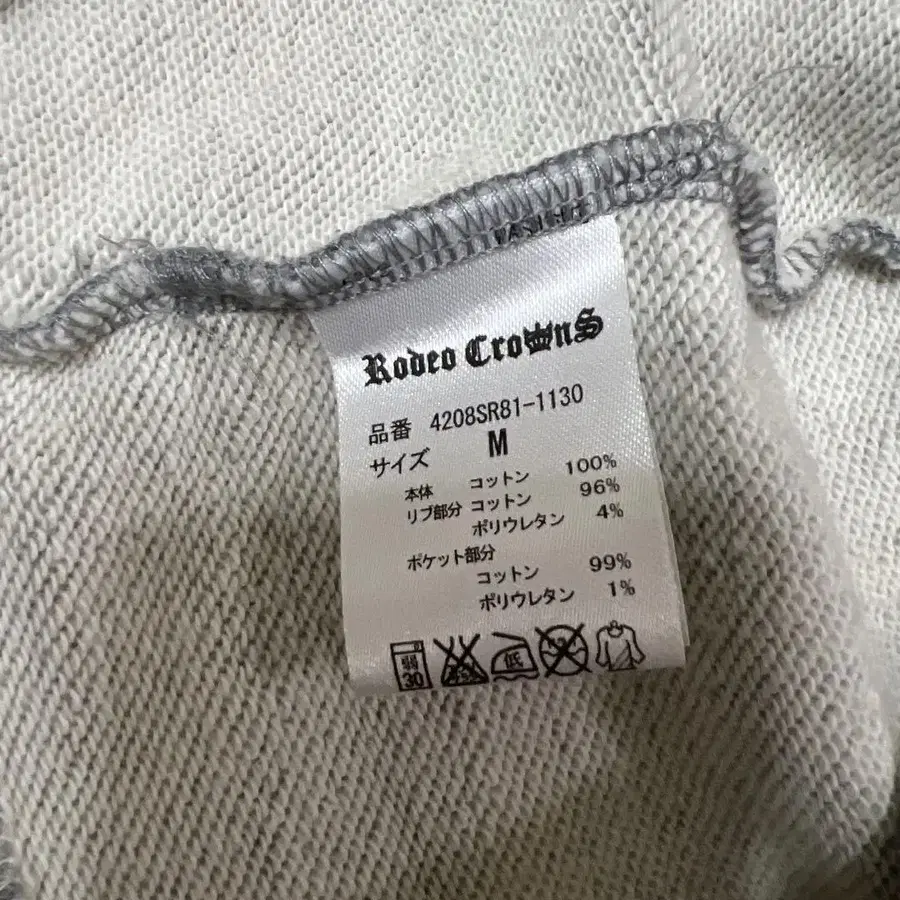 Rodeo Crowns
品番 4208SR81-1130
サイズ M
本体 コットン 100%
リブ部分 コットン 96%
ポリウレタン 4%
ポケット部分
コットン 99%
ポリウレタン 1%
弱 30 低